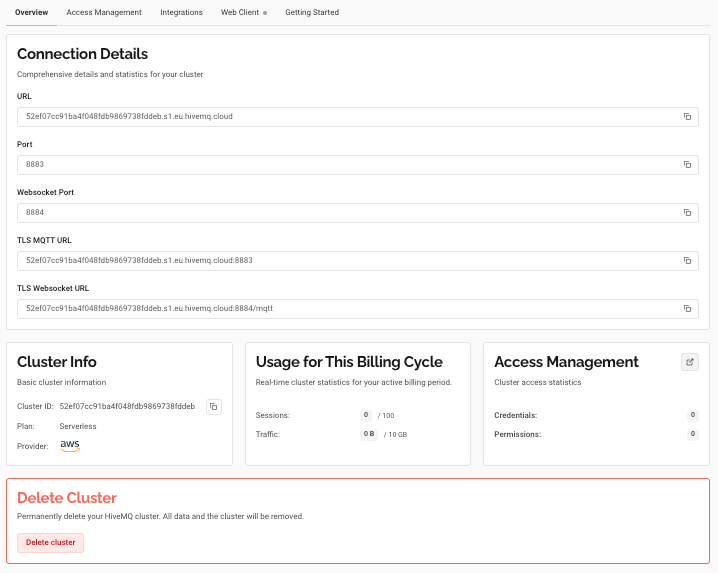 Overview
Access Management
Integrations
Web Client
Getting Started
Connection Details
Comprehensive details and statistics for your cluster
URL
52ef07cc91ba4f048fdb9869738fddeb.s1.eu.hivemq.cloud
Port
8883
Websocket Port
8884
TLS MQTT URL
52ef07cc91ba4f048fdb9869738fddeb.s1.eu.hivemq.cloud:8883
TLS Websocket URL
52ef07cc91ba4f048fdb9869738fddeb.s1.eu.hivemq.cloud:8884/mqtt
Cluster Info
Basic cluster information
Cluster ID: 52ef07cc91ba4f048fdb9869738fddeb
Plan: Serverless
Provider: aws
Usage for This Billing Cycle
Real-time cluster statistics for your active billing period.
Sessions: 0 / 100
Traffic: 0 B / 10 GB
Access Management
Cluster access statistics
Credentials: 0
Permissions: 0
Delete Cluster
Permanently delete your HiveMQ cluster. All data and the cluster will be removed.
Delete cluster